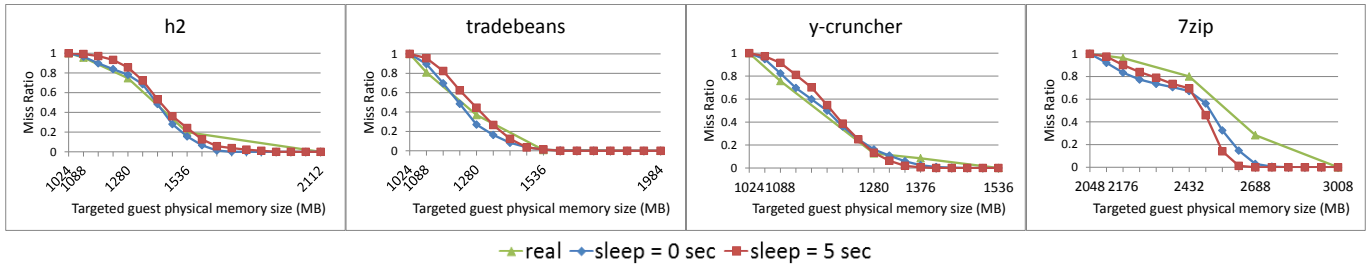 h2
Miss Ratio
1
0.8
0.6
0.4
0.2
0
1024
1088
1280
1536
2112
Targeted guest physical memory size (MB)
tradebeans
Miss Ratio
1
0.8
0.6
0.4
0.2
0
1024
1088
1280
1536
1984
Targeted guest physical memory size (MB)
y-cruncher
Miss Ratio
1
0.8
0.6
0.4
0.2
0
1024 1088 1280 1376 1536
Targeted guest physical memory size (MB)
7zip
Miss Ratio
1
0.8
0.6
0.4
0.2
0
2048 2176 2432 2688 3008
Targeted guest physical memory size (MB)
real sleep = 0 sec sleep = 5 sec